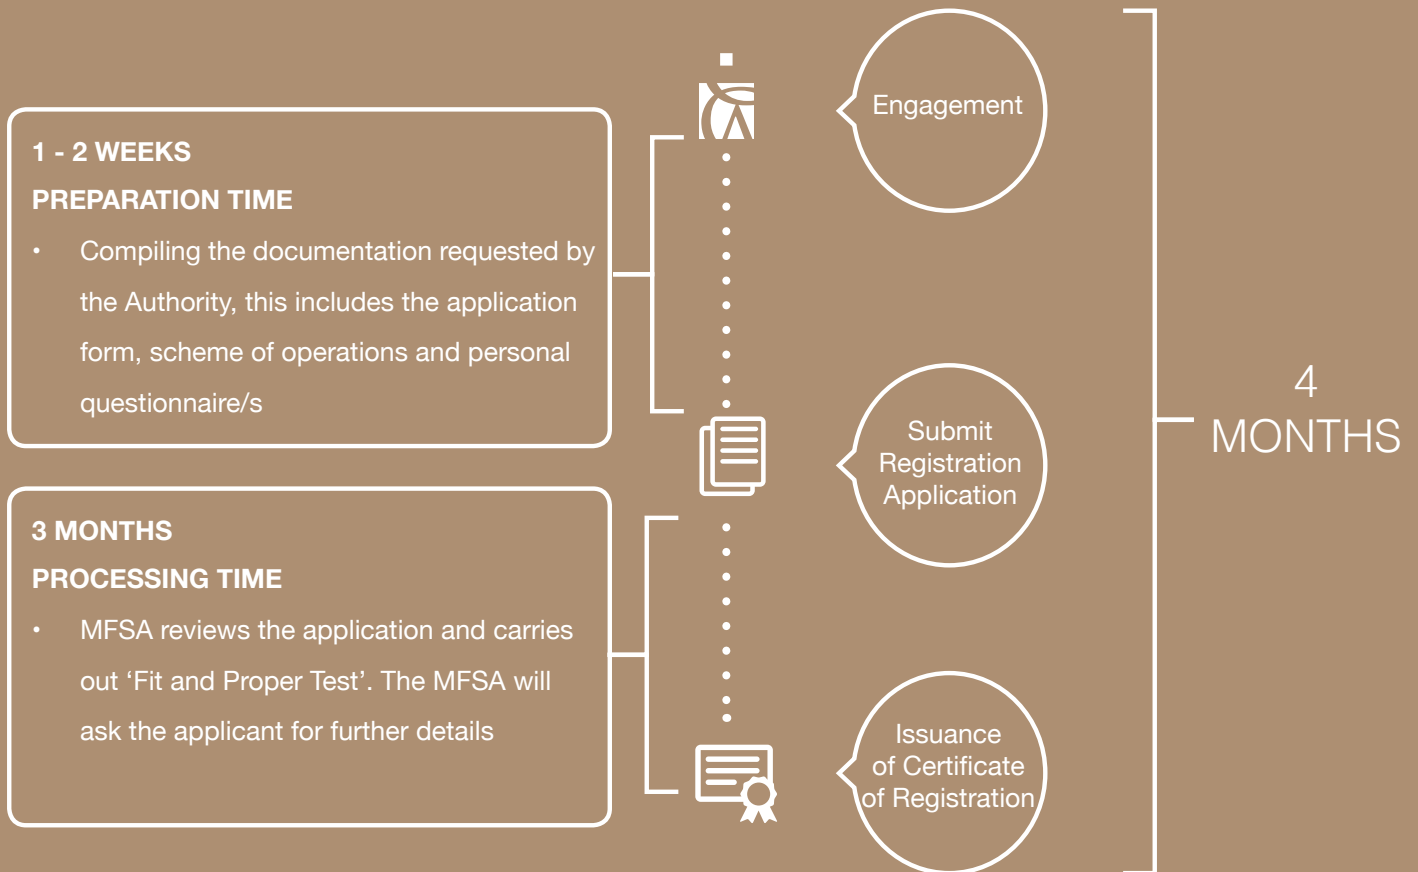 Engagement
1 - 2 WEEKS
PREPARATION TIME
• Compiling the documentation requested by
the Authority, this includes the application
form, scheme of operations and personal
questionnaire/s
Submit
Registration
Application
4
MONTHS
3 MONTHS
PROCESSING TIME
• MFSA reviews the application and carries
out ‘Fit and Proper Test’. The MFSA will
ask the applicant for further details
Issuance
of Certificate
of Registration